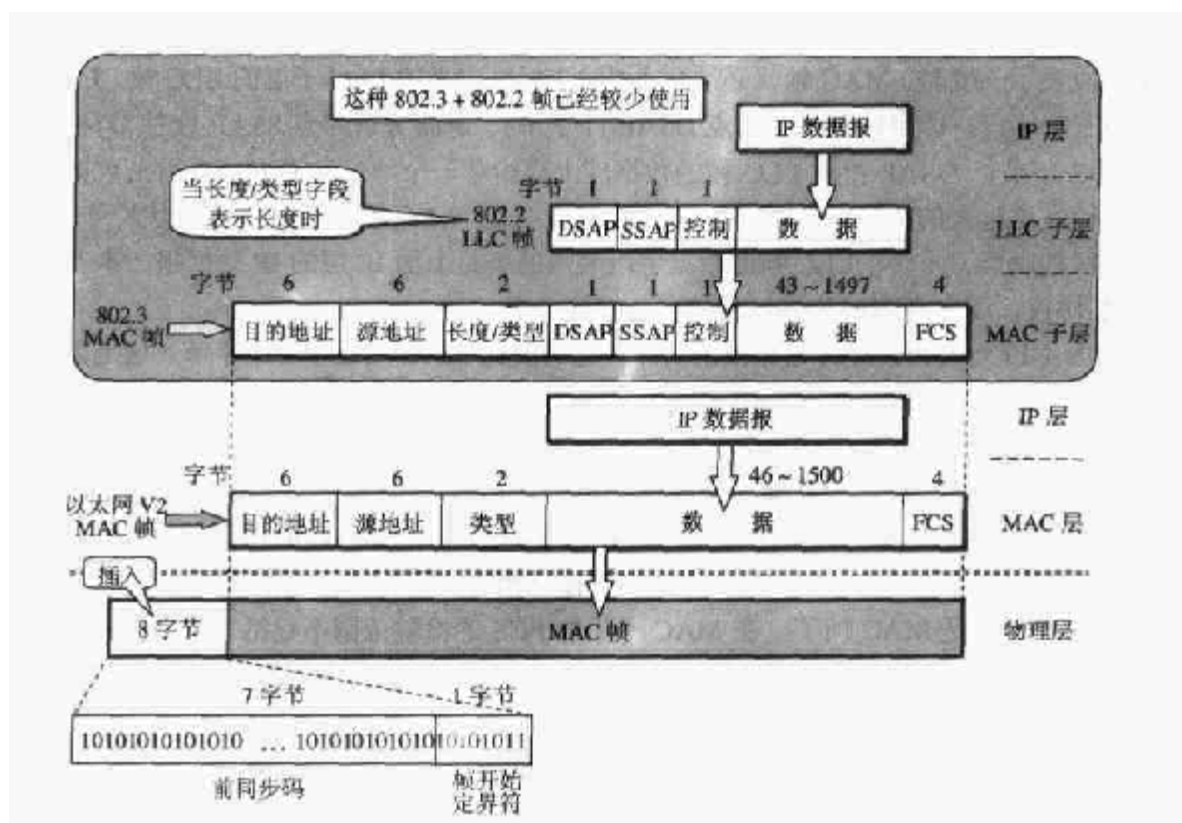 这种 802.3 + 802.2 帧已经较少使用
IP 数据报
IP 层
当长度/类型字段
表示长度时
字节 1 1 1
802.2
LLC 帧
DSAP SSAP 控制 数 据
LLC 子层
字节 6 6 2 1 1 1 43~1497 4
802.3
MAC 帧
目的地址 源地址 长度/类型 DSAP SSAP 控制 数 据 FCS
MAC 子层
IP 数据报
IP 层
字节 6 6 2 46~1500 4
以太网 V2
MAC 帧
目的地址 源地址 类型 数 据 FCS
MAC 层
插入
8 字节
MAC 帧
物理层
7 字节 1 字节
10101010101010 … 10101010101010101011
前同步码
帧开始
定界符